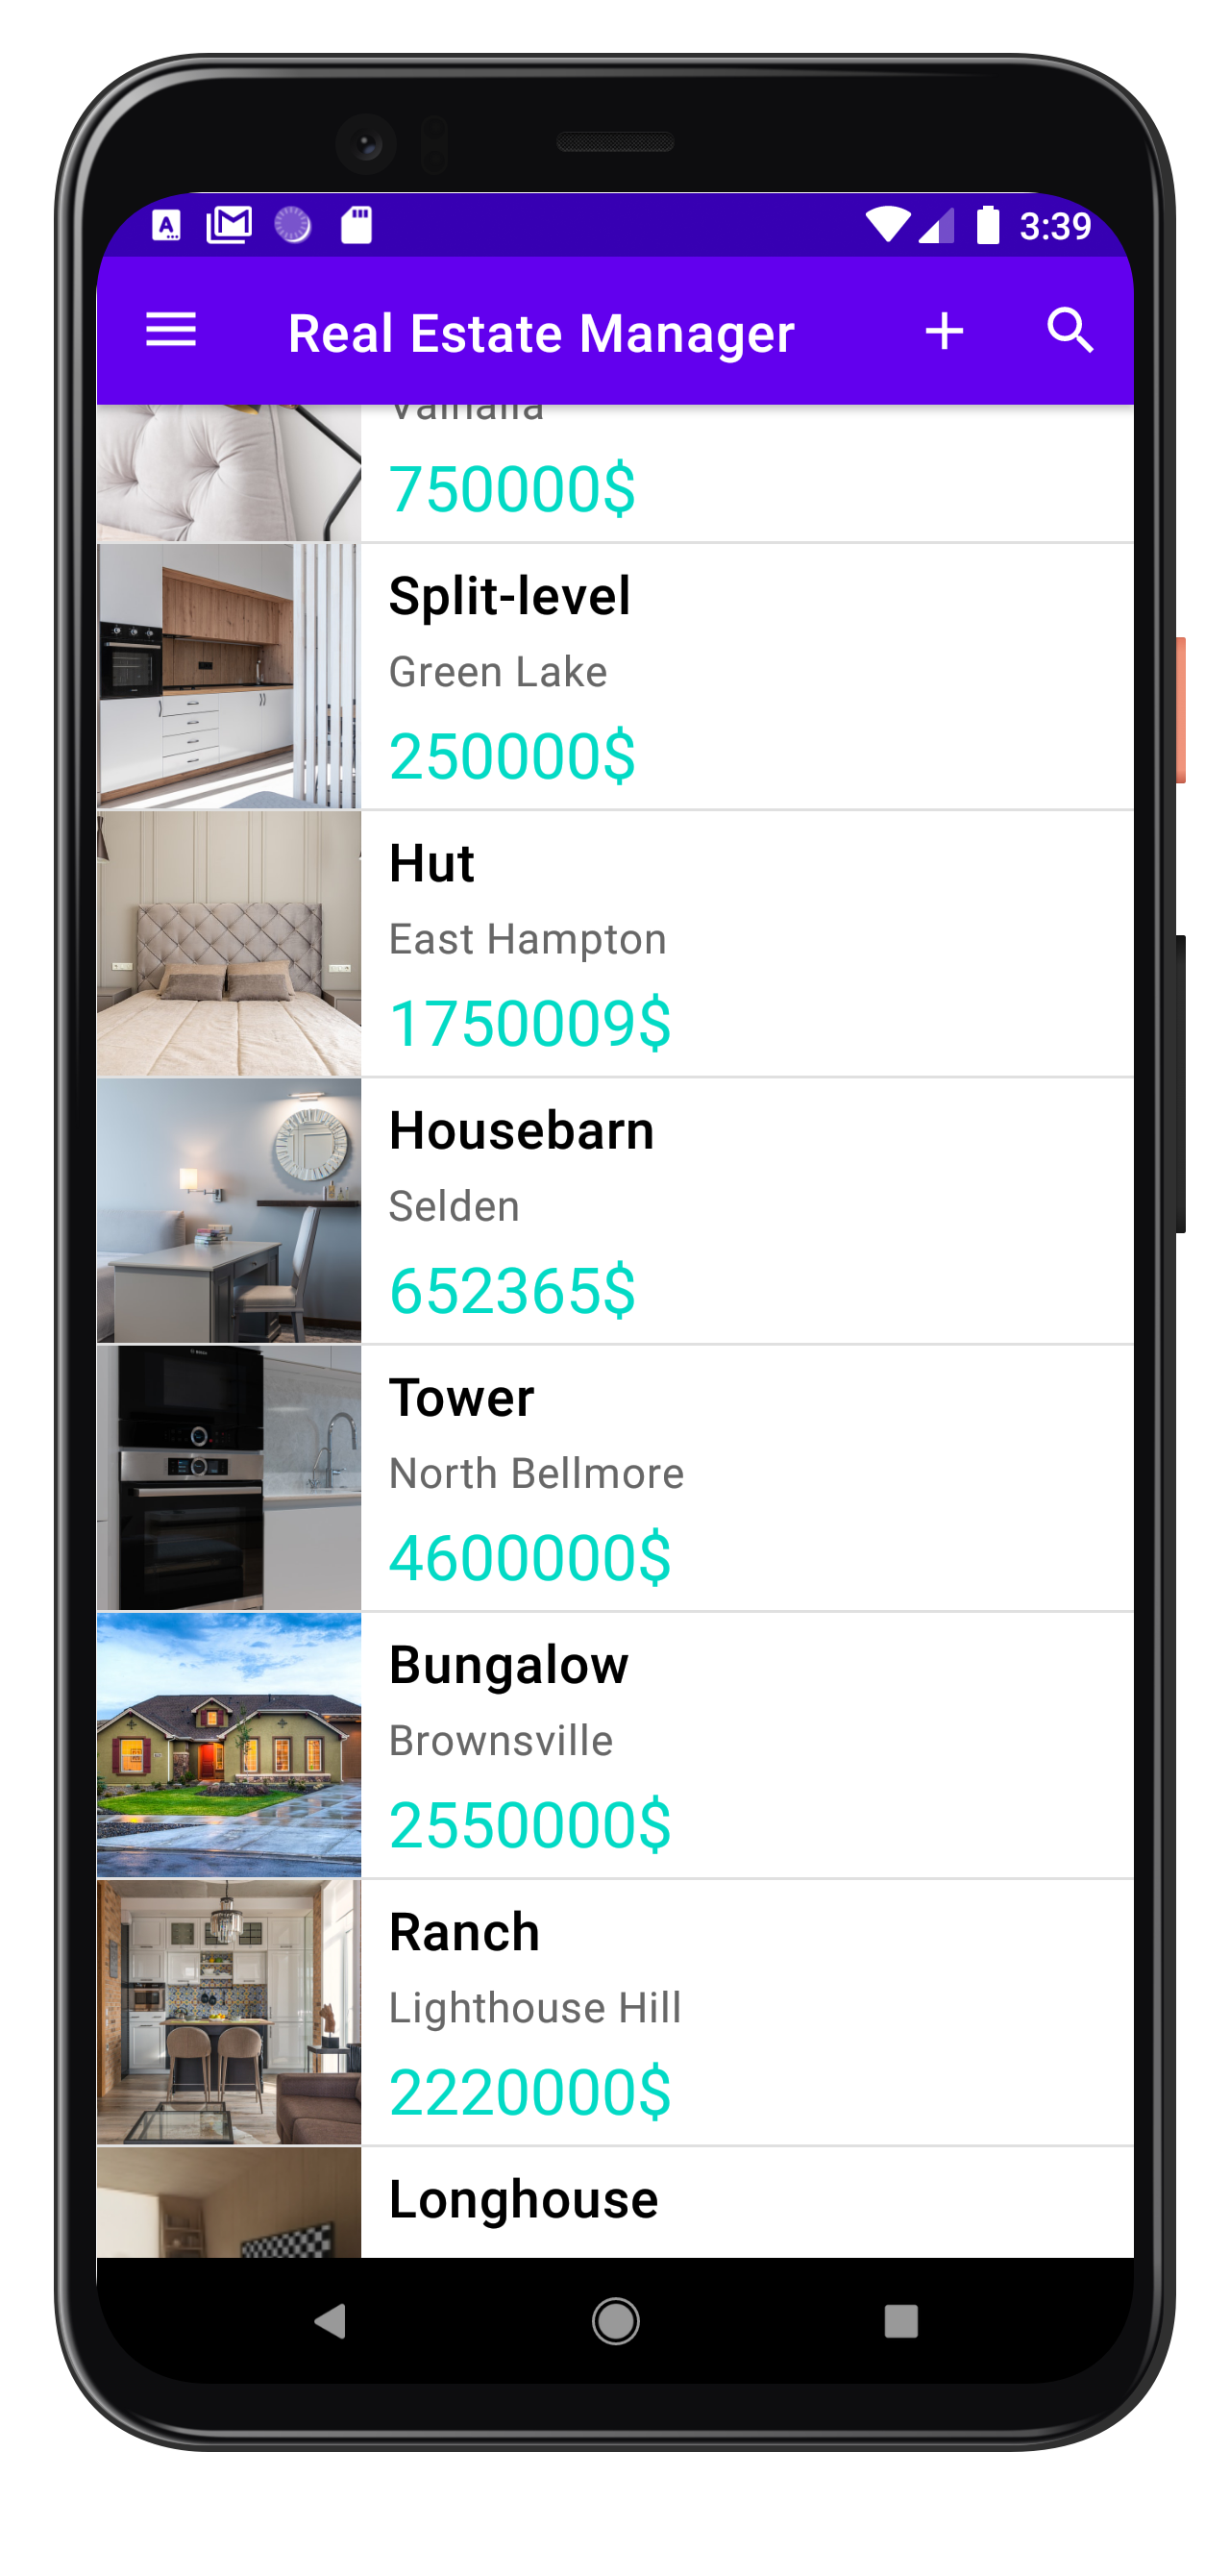 3:39
Real Estate Manager
Valhalla
750000$
Split-level
Green Lake
250000$
Hut
East Hampton
1750009$
Housebarn
Selden
652365$
Tower
North Bellmore
4600000$
Bungalow
Brownsville
2550000$
Ranch
Lighthouse Hill
2220000$
Longhouse